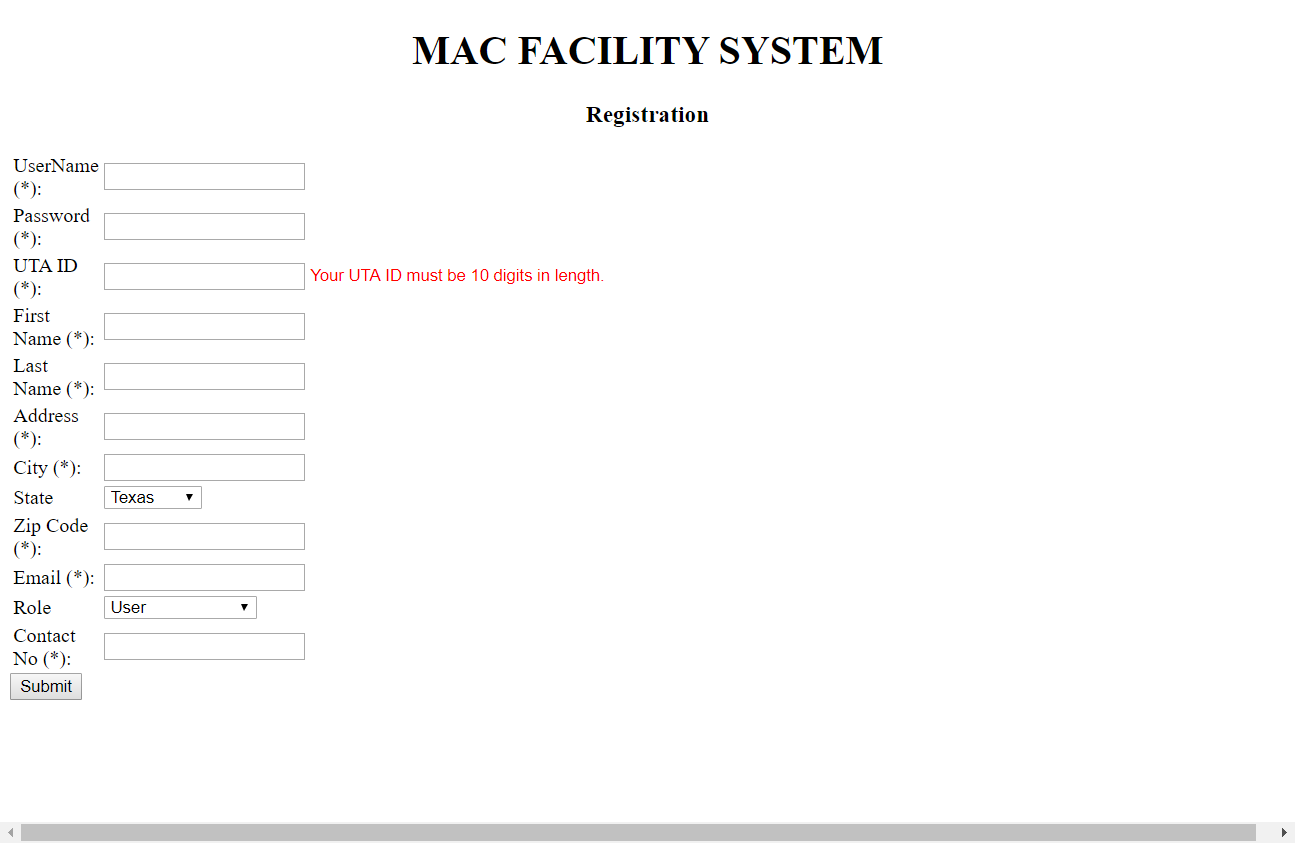 MAC FACILITY SYSTEM
Registration
UserName
(*):
Password
(*):
UTA ID
(*):
Your UTA ID must be 10 digits in length.
First
Name (*):
Last
Name (*):
Address
(*):
City (*):
State
Texas
Zip Code
(*):
Email (*):
Role
User
Contact
No (*):
Submit